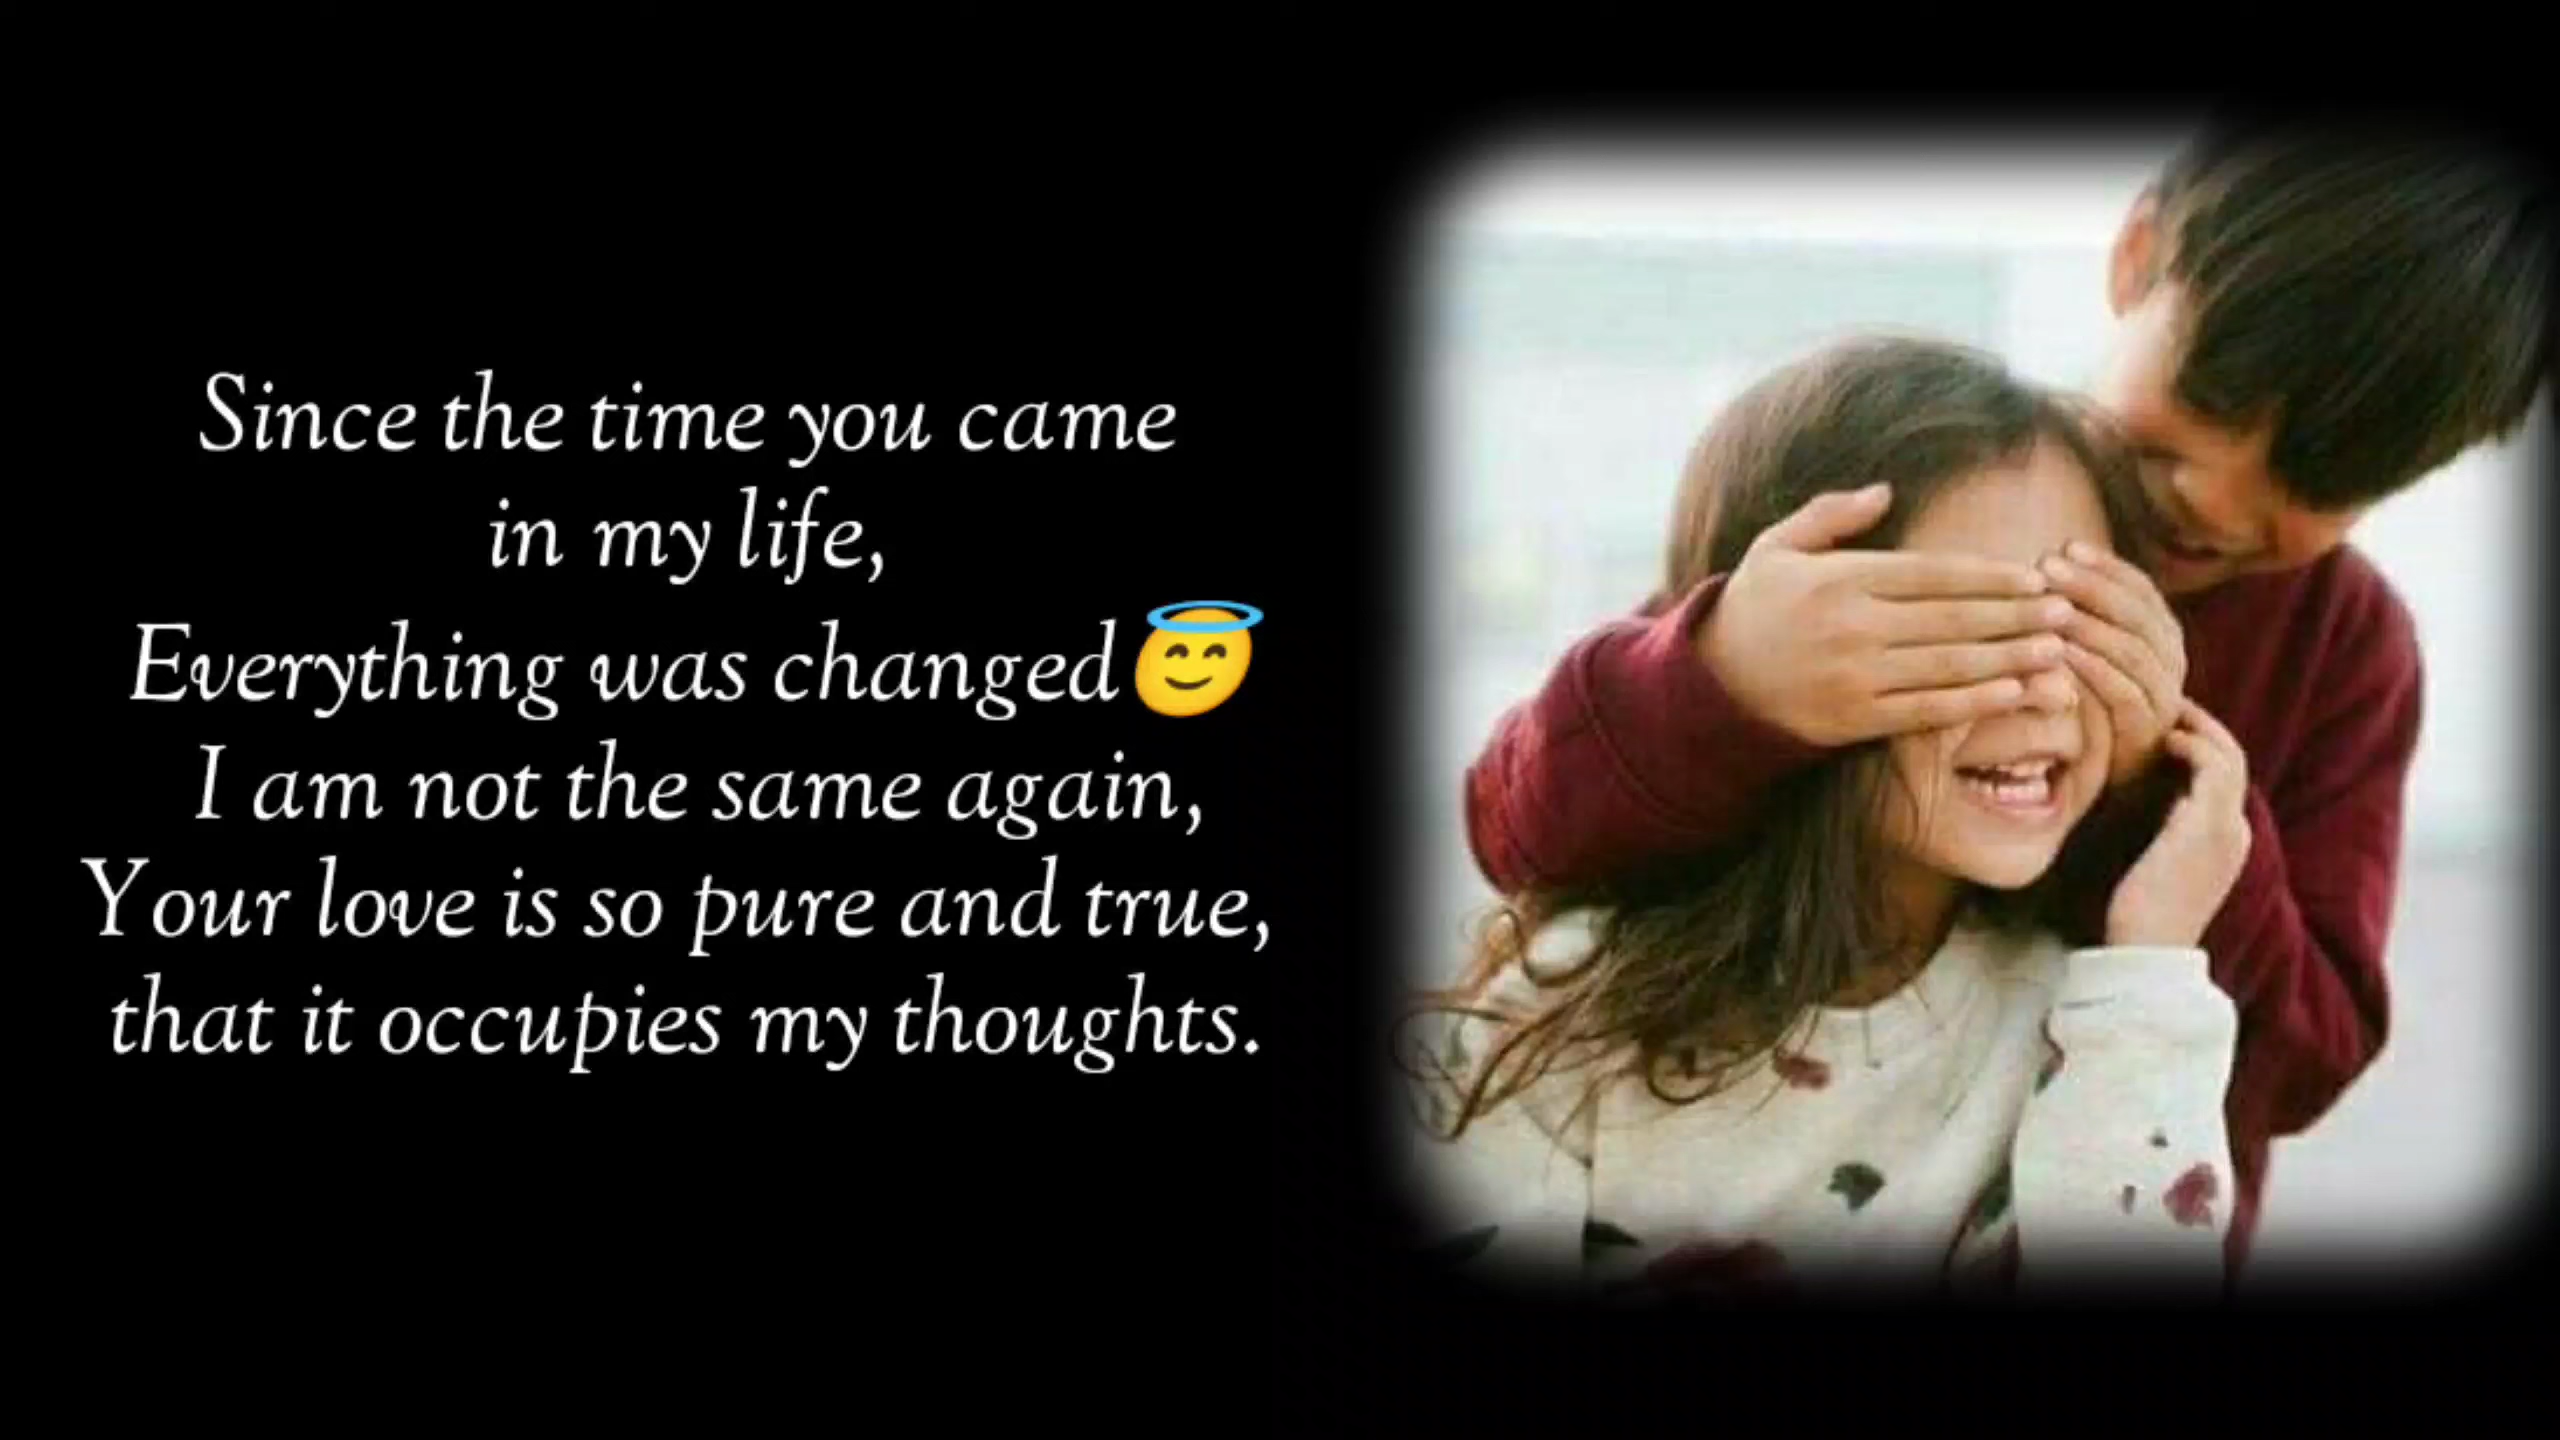 Since the time you came
in my life,
Everything was changed😇
I am not the same again,
Your love is so pure and true,
that it occupies my thoughts.